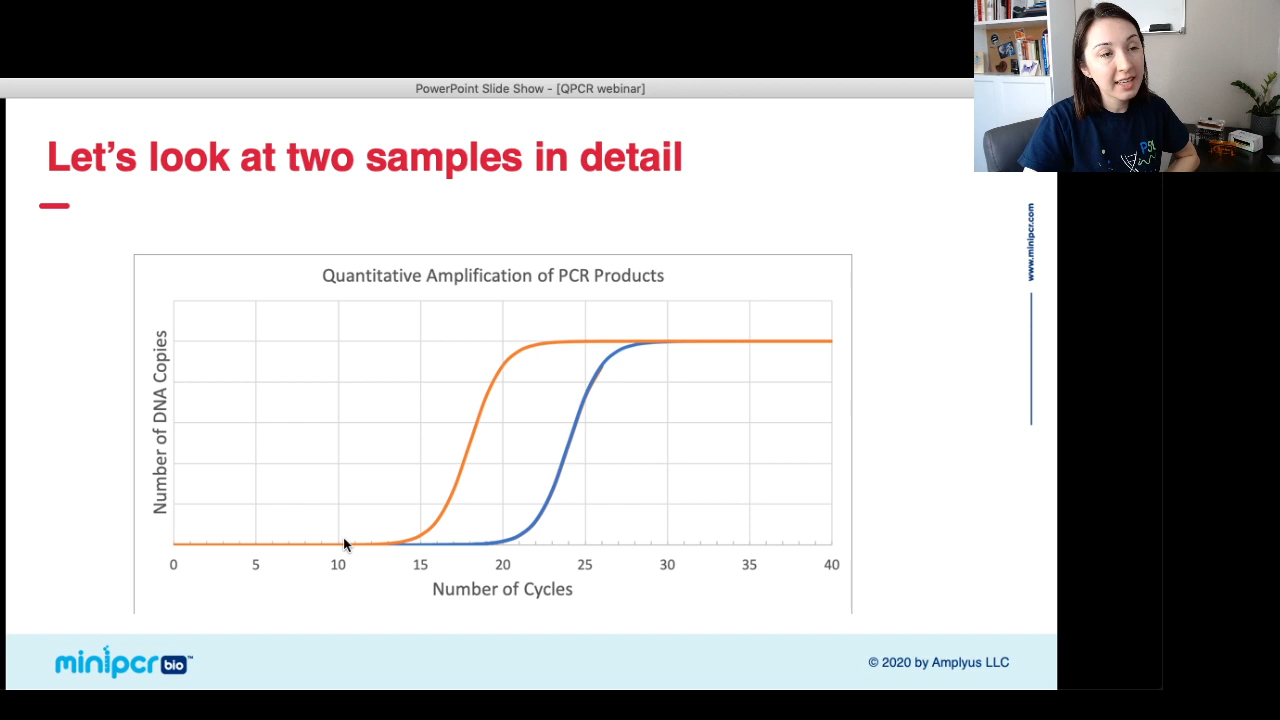 PowerPoint Slide Show - [QPCR webinar]
Let's look at two samples in detail
www.minipcr.com
Quantitative Amplification of PCR Products
Number of DNA Copies
0 5 10 15 20 25 30 35 40
Number of Cycles
minipcr bio™
© 2020 by Amplyus LLC